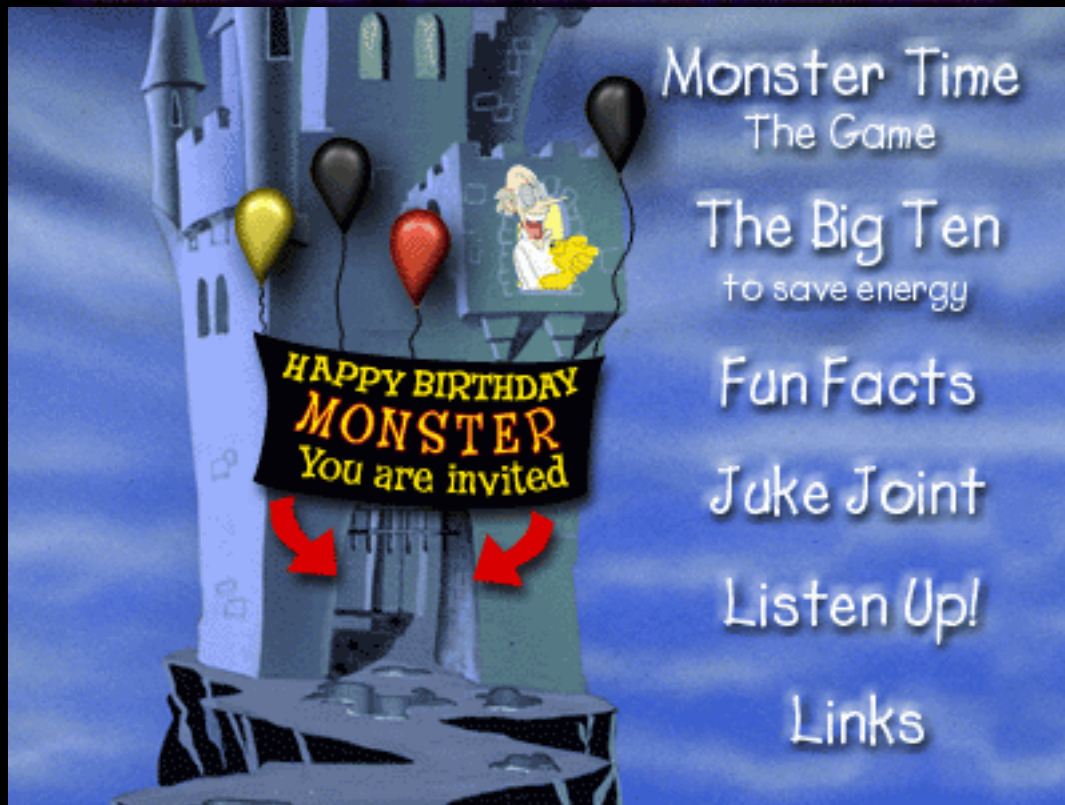 Monster Time
The Game
The Big Ten
to save energy
Fun Facts
Juke Joint
Listen Up!
Links
HAPPY BIRTHDAY
MONSTER
You are invited